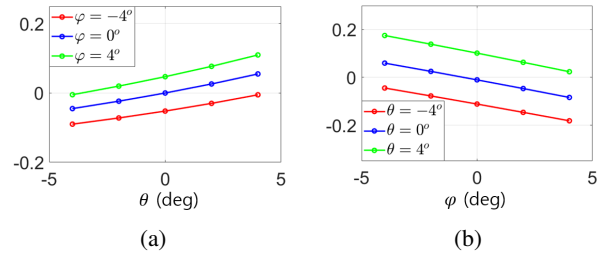 0.2
0
-0.2
-5
0
5
θ (deg)
φ = −4°
φ = 0°
φ = 4°
(a)
0.2
0
-0.2
-5
0
5
φ (deg)
θ = −4°
θ = 0°
θ = 4°
(b)